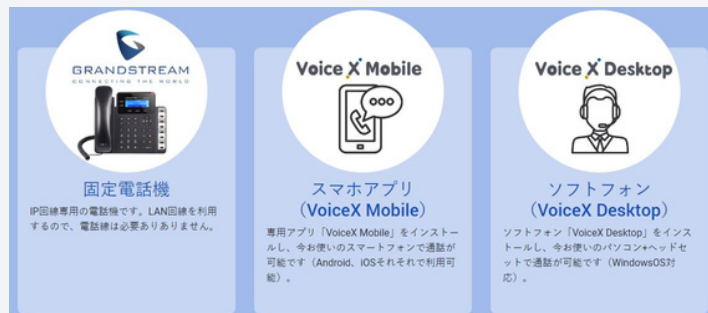 GRANDSTREAM
CONNECTING THE WORLD
固定電話機
IP回線専用の電話機です。LAN回線を利用
するので、電話線は必要ありありません。
Voice X Mobile
スマホアプリ
（VoiceX Mobile）
専用アプリ「VoiceX Mobile」をインストー
ルし、今お使いのスマートフォンで通話が
可能です（Android、iOSそれそれで利用可
能）。
Voice X Desktop
ソフトフォン
（VoiceX Desktop）
ソフトフォン「VoiceX Desktop」をインス
トールし、今お使いのパソコン+ヘッドセ
ットで通話が可能です（WindowsOS対
応）。